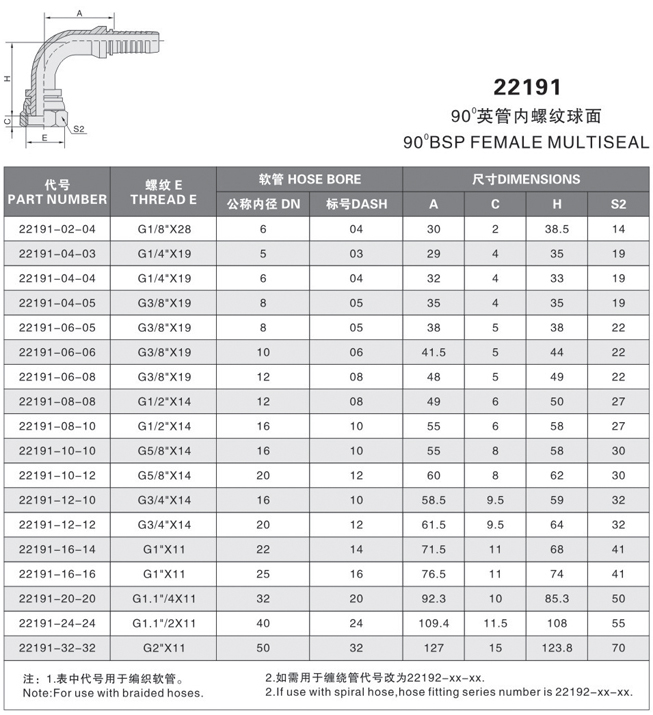 A
H
C
E
S2
22191
90⁰英管内螺纹球面
90⁰BSP FEMALE MULTISEAL
代号 螺纹 E 软管 HOSE BORE 尺寸DIMENSIONS
PART NUMBER THREAD E 公称内径 DN 标号DASH A C H S2
22191-02-04 G1/8"X28 6 04 30 2 38.5 14
22191-04-03 G1/4"X19 5 03 29 4 35 19
22191-04-04 G1/4"X19 6 04 32 4 33 19
22191-04-05 G3/8"X19 8 05 35 4 35 19
22191-06-05 G3/8"X19 8 05 38 5 38 22
22191-06-06 G3/8"X19 10 06 41.5 5 44 22
22191-06-08 G3/8"X19 12 08 48 5 49 22
22191-08-08 G1/2"X14 12 08 49 6 50 27
22191-08-10 G1/2"X14 16 10 55 6 58 27
22191-10-10 G5/8"X14 16 10 55 8 58 30
22191-10-12 G5/8"X14 20 12 60 8 62 30
22191-12-10 G3/4"X14 16 10 58.5 9.5 59 32
22191-12-12 G3/4"X14 20 12 61.5 9.5 64 32
22191-16-14 G1"X11 22 14 71.5 11 68 41
22191-16-16 G1"X11 25 16 76.5 11 74 41
22191-20-20 G1.1"/4X11 32 20 92.3 10 85.3 50
22191-24-24 G1.1"/2X11 40 24 109.4 11.5 108 55
22191-32-32 G2"X11 50 32 127 15 123.8 70
注：1.表中代号用于编织软管。 2.如需用于缠绕管代号改为22192-xx-xx.
Note:For use with braided hoses. 2.If use with spiral hose,hose fitting series number is 22192-xx-xx.